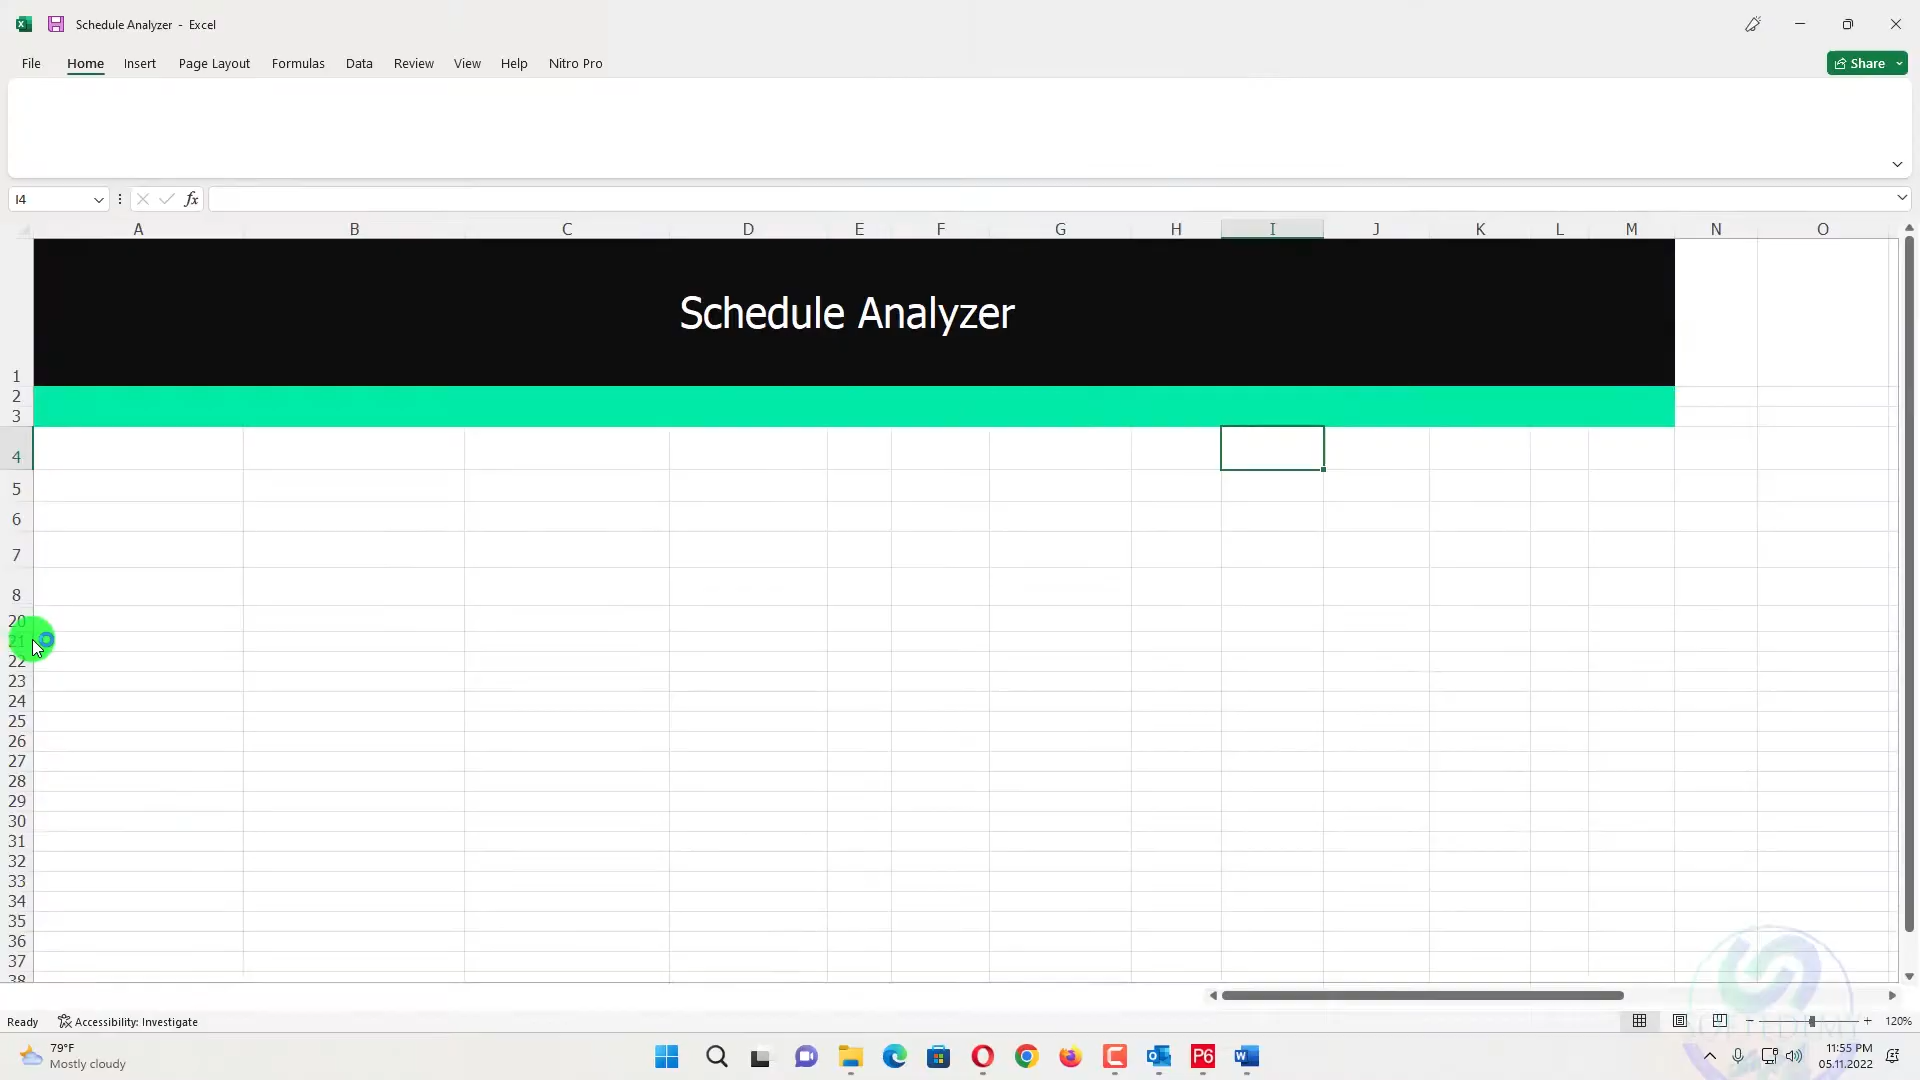 Schedule Analyzer - Excel
File Home Insert Page Layout Formulas Data Review View Help Nitro Pro Share
I4 fx
A B C D E F G H I J K L M N O
Schedule Analyzer
1
2
3
4
5
6
7
8
20
21
22
23
24
25
26
27
28
29
30
31
32
33
34
35
36
37
38
Ready Accessibility: Investigate 120%
79°F
Mostly cloudy
P6
W
11:55 PM
05.11.2022